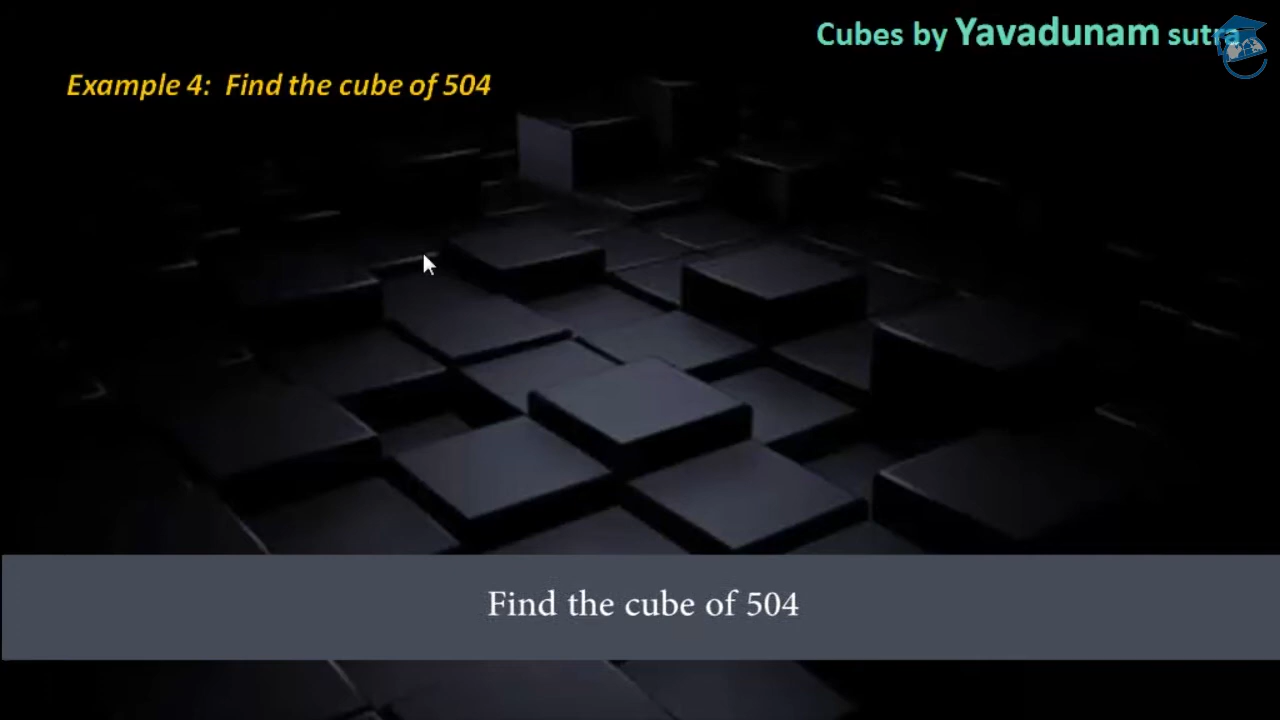 Cubes by Yavadunam sutra
Example 4: Find the cube of 504
Find the cube of 504